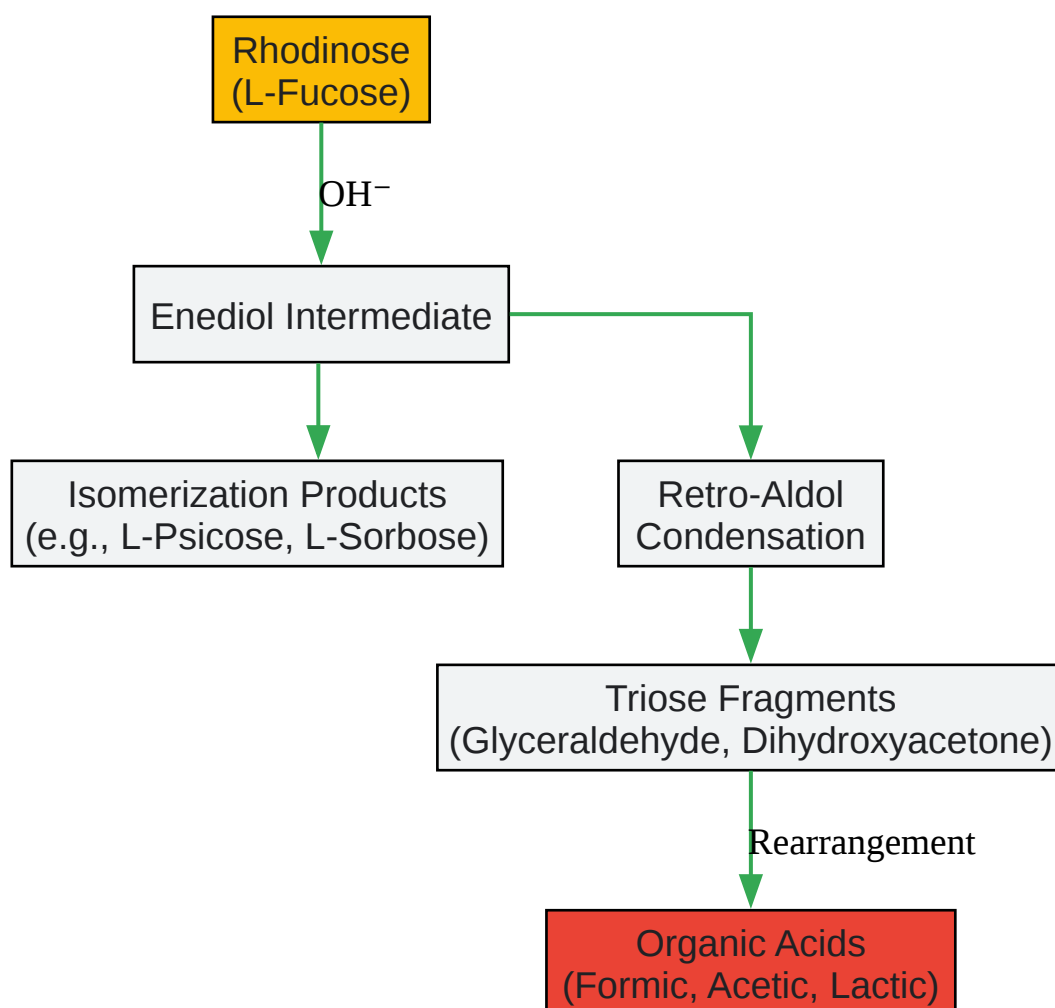 Rhodinose
(L-Fucose)
OH⁻
Enediol Intermediate
Isomerization Products
(e.g., L-Psicose, L-Sorbose)
Retro-Aldol
Condensation
Triose Fragments
(Glyceraldehyde, Dihydroxyacetone)
Rearrangement
Organic Acids
(Formic, Acetic, Lactic)